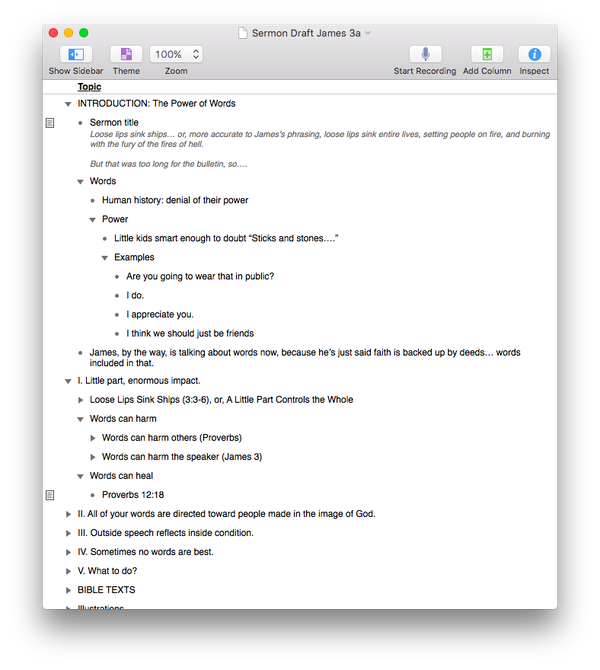 Sermon Draft James 3a
100%
Show Sidebar Theme Zoom Start Recording Add Column Inspect
Topic
INTRODUCTION: The Power of Words
Sermon title
Loose lips sink ships… or, more accurate to James's phrasing, loose lips sink entire lives, setting people on fire, and burning
with the fury of the fires of hell.
But that was too long for the bulletin, so….
Words
Human history: denial of their power
Power
Little kids smart enough to doubt “Sticks and stones….”
Examples
Are you going to wear that in public?
I do.
I appreciate you.
I think we should just be friends
James, by the way, is talking about words now, because he's just said faith is backed up by deeds… words
included in that.
I. Little part, enormous impact.
Loose Lips Sink Ships (3:3-6), or, A Little Part Controls the Whole
Words can harm
Words can harm others (Proverbs)
Words can harm the speaker (James 3)
Words can heal
Proverbs 12:18
II. All of your words are directed toward people made in the image of God.
III. Outside speech reflects inside condition.
IV. Sometimes no words are best.
V. What to do?
BIBLE TEXTS
Illustrations